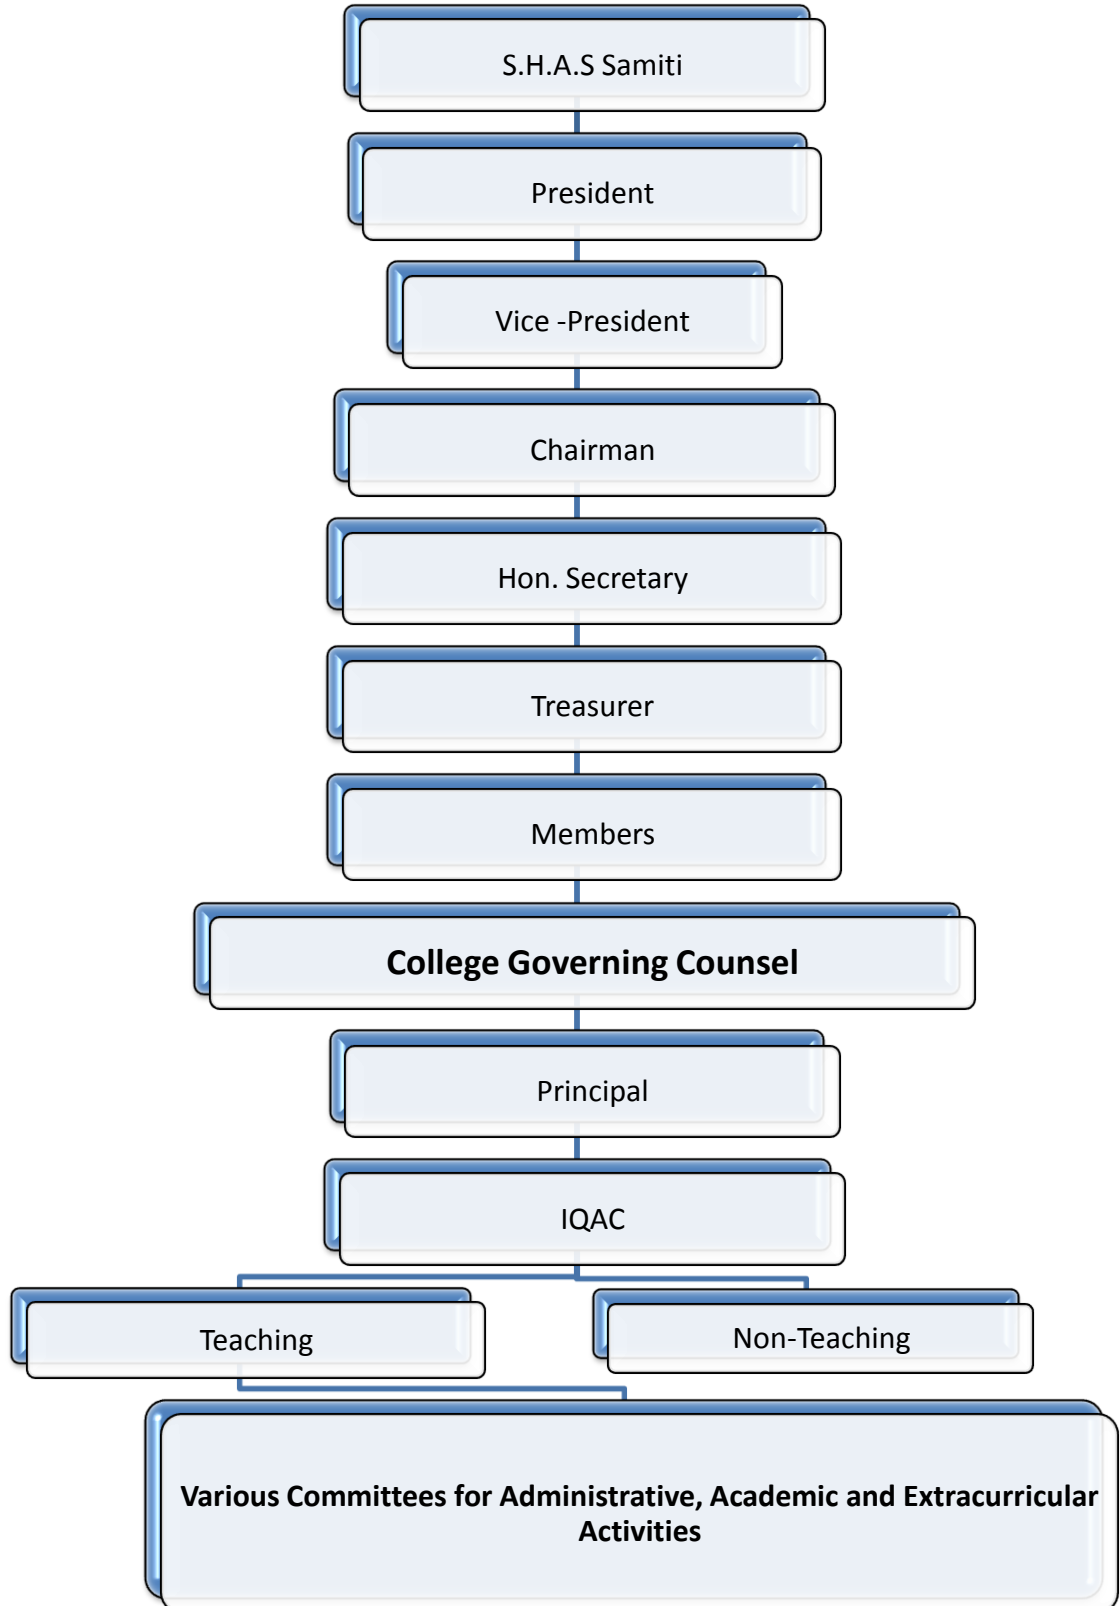 S.H.A.S Samiti
President
Vice -President
Chairman
Hon. Secretary
Treasurer
Members
College Governing Counsel
Principal
IQAC
Teaching
Non-Teaching
Various Committees for Administrative, Academic and Extracurricular
Activities